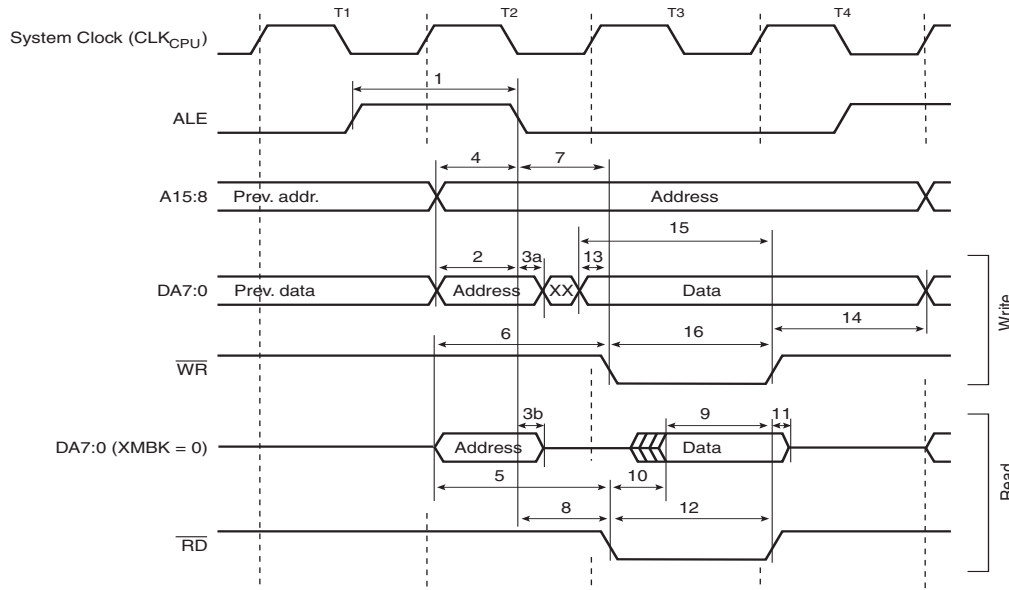 T1 T2 T3 T4
System Clock (CLKCPU)
1
ALE
4 7
A15:8 Prev. addr. Address
15
2 3a 13
DA7:0 Prev. data Address XX Data
14
6 16
WR
Write
3b 9 11
DA7:0 (XMBK = 0) Address Data
5 10
8 12
RD
Read